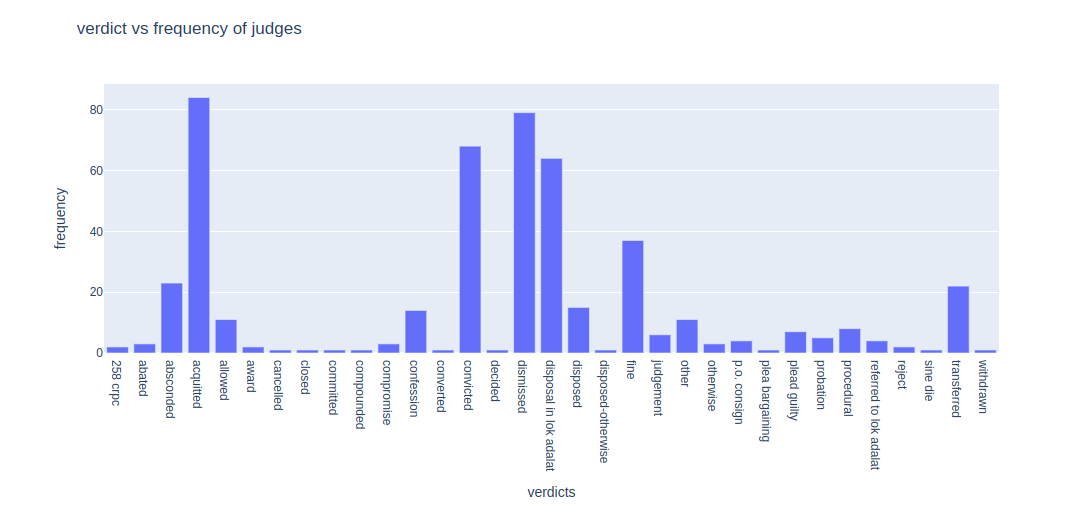 verdict vs frequency of judges
80
60
40
20
0
frequency
258 crpc
abated
absconded
acquitted
allowed
award
cancelled
closed
committed
compounded
compromise
confession
converted
convicted
decided
dismissed
disposal in lok adalat
disposed
disposed-otherwise
fine
judgement
other
otherwise
p.o. consign
plea bargaining
plead guilty
probation
procedural
referred to lok adalat
reject
sine die
transferred
withdrawn
verdicts